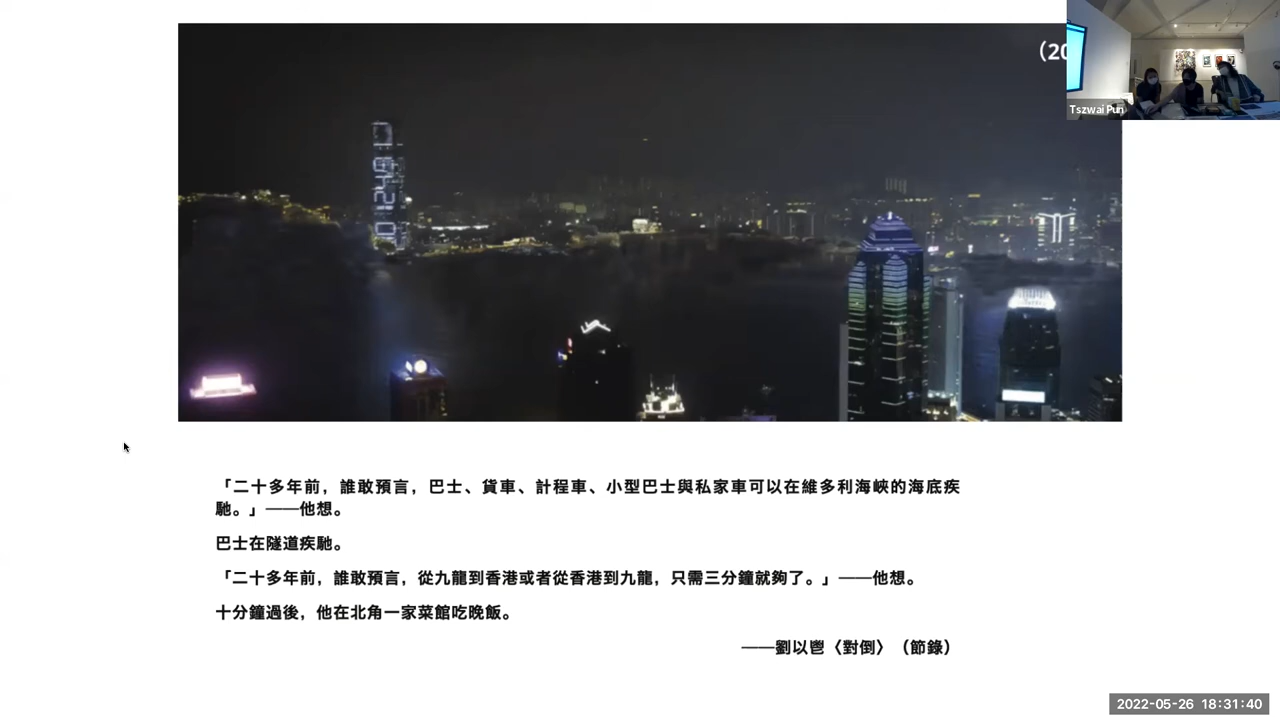 (20
Tszwai Pun
「二十多年前，誰敢預言，巴士、貨車、計程車、小型巴士與私家車可以在維多利海峽的海底疾
馳。」——他想。
巴士在隧道疾馳。
「二十多年前，誰敢預言，從九龍到香港或者從香港到九龍，只需三分鐘就夠了。」——他想。
十分鐘過後，他在北角一家菜館吃晚飯。
——劉以鬯〈對倒〉（節錄）
2022-05-26 18:31:40